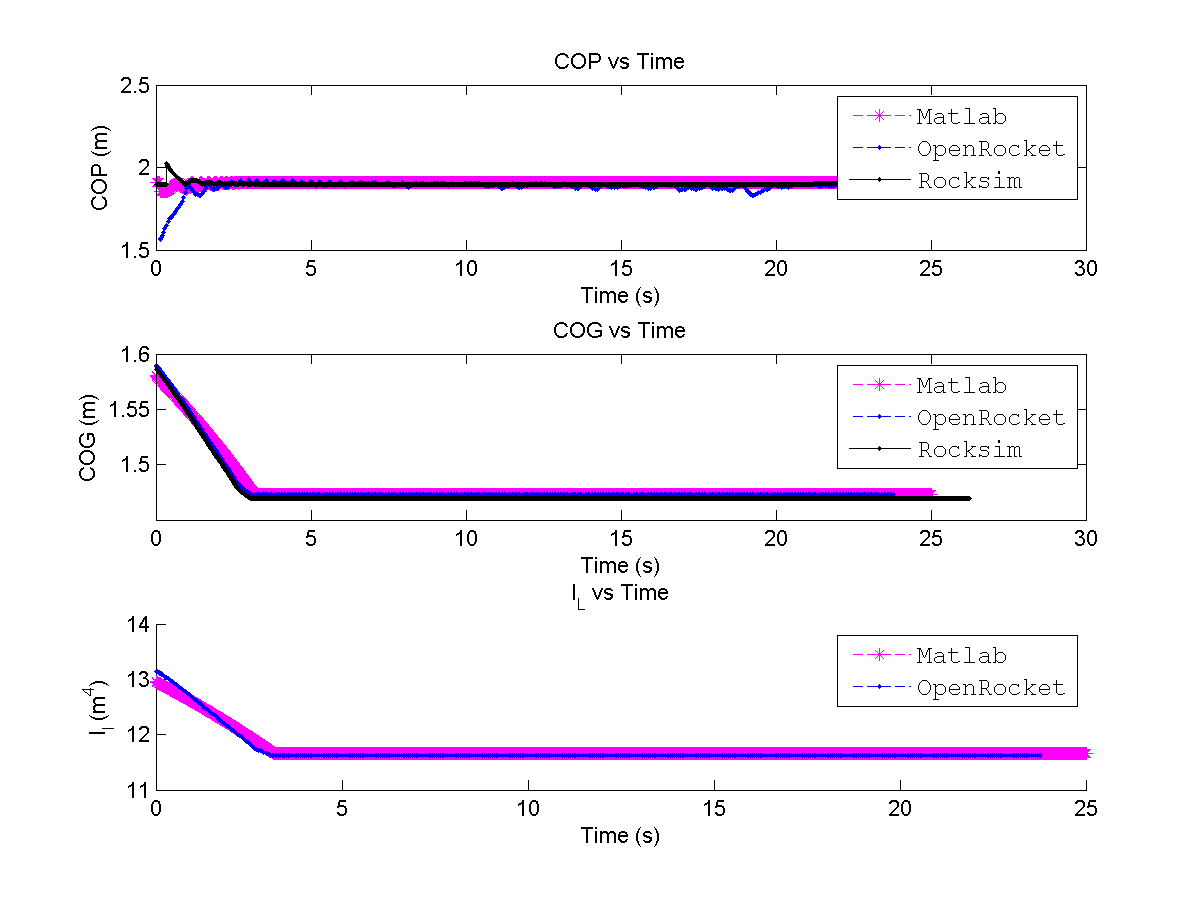 COP vs Time
2.5
2
1.5
COP (m)
Matlab
OpenRocket
Rocksim
0 5 10 15 20 25 30
Time (s)
COG vs Time
1.6
1.55
1.5
COG (m)
Matlab
OpenRocket
Rocksim
0 5 10 15 20 25 30
Time (s)
I_L vs Time
14
13
12
11
I_l (m^4)
Matlab
OpenRocket
0 5 10 15 20 25
Time (s)